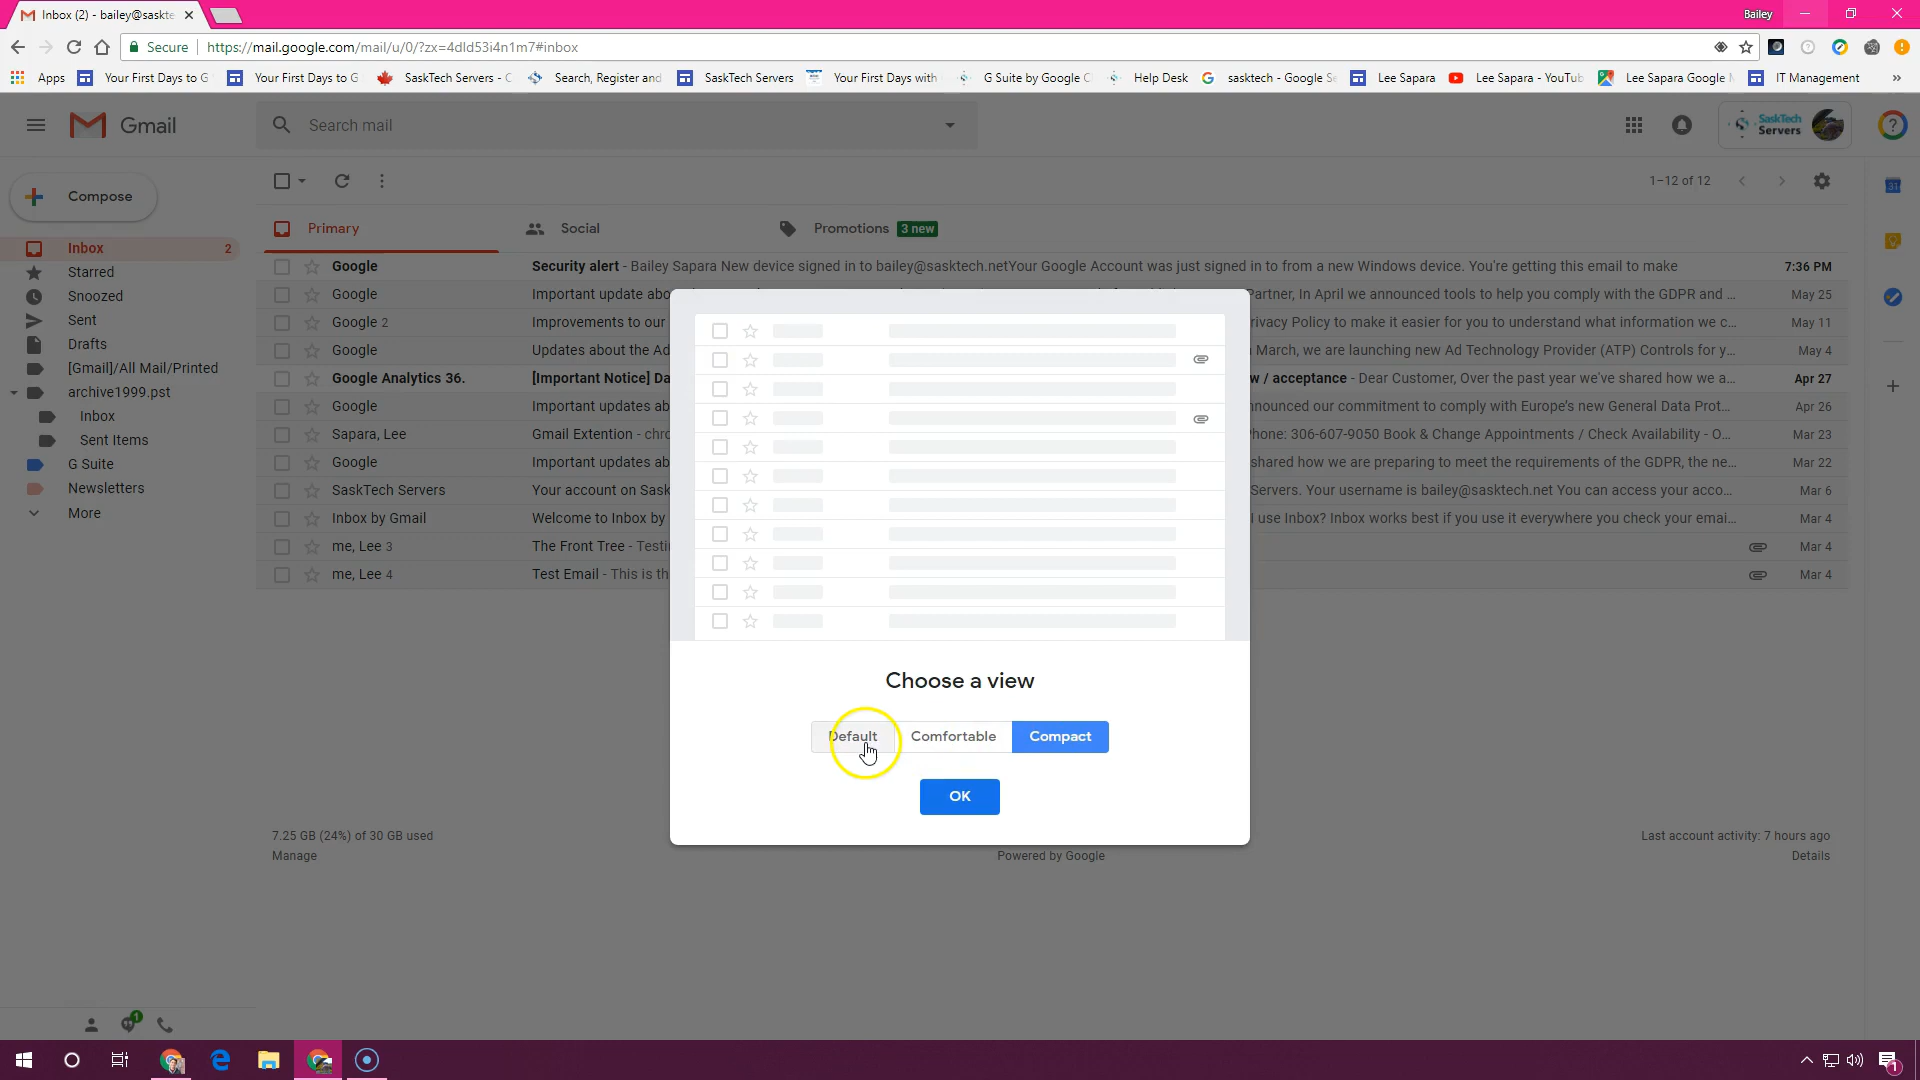 Inbox (2) - bailey@saskte
Bailey
Secure
https://mail.google.com/mail/u/0/?zx=4dld53i4n1m7#inbox
Apps
Your First Days to G
Your First Days to G
SaskTech Servers - C
Search, Register and
SaskTech Servers
Your First Days with
G Suite by Google C
Help Desk
sasktech - Google Se
Lee Sapara
Lee Sapara - YouTub
Lee Sapara Google
IT Management
»
Gmail
Search mail
SaskTech
Servers
?
Compose
1–12 of 12
31
Primary
Social
Promotions
3 new
Inbox
2
Starred
Snoozed
Sent
Drafts
[Gmail]/All Mail/Printed
archive1999.pst
Inbox
Sent Items
G Suite
Newsletters
More
Google Security alert - Bailey Sapara New device signed in to bailey@sasktech.netYour Google Account was just signed in to from a new Windows device. You're getting this email to make 7:36 PM
Google Important update abo Partner, In April we announced tools to help you comply with the GDPR and ... May 25
Google 2 Improvements to our rivacy Policy to make it easier for you to understand what information we c... May 11
Google Updates about the Ad March, we are launching new Ad Technology Provider (ATP) Controls for y... May 4
Google Analytics 36. [Important Notice] Da w / acceptance - Dear Customer, Over the past year we've shared how we a... Apr 27
Google Important updates ab nnounced our commitment to comply with Europe's new General Data Prot... Apr 26
Sapara, Lee Gmail Extention - chro Phone: 306-607-9050 Book & Change Appointments / Check Availability - O... Mar 23
Google Important updates ab shared how we are preparing to meet the requirements of the GDPR, the ne... Mar 22
SaskTech Servers Your account on Sask Servers. Your username is bailey@sasktech.net You can access your acco... Mar 6
Inbox by Gmail Welcome to Inbox by I use Inbox? Inbox works best if you use it everywhere you check your emai... Mar 4
me, Lee 3 The Front Tree - Testi Mar 4
me, Lee 4 Test Email - This is th Mar 4
Choose a view
Default
Comfortable
Compact
OK
7.25 GB (24%) of 30 GB used
Manage
Powered by Google
Last account activity: 7 hours ago
Details
1
1